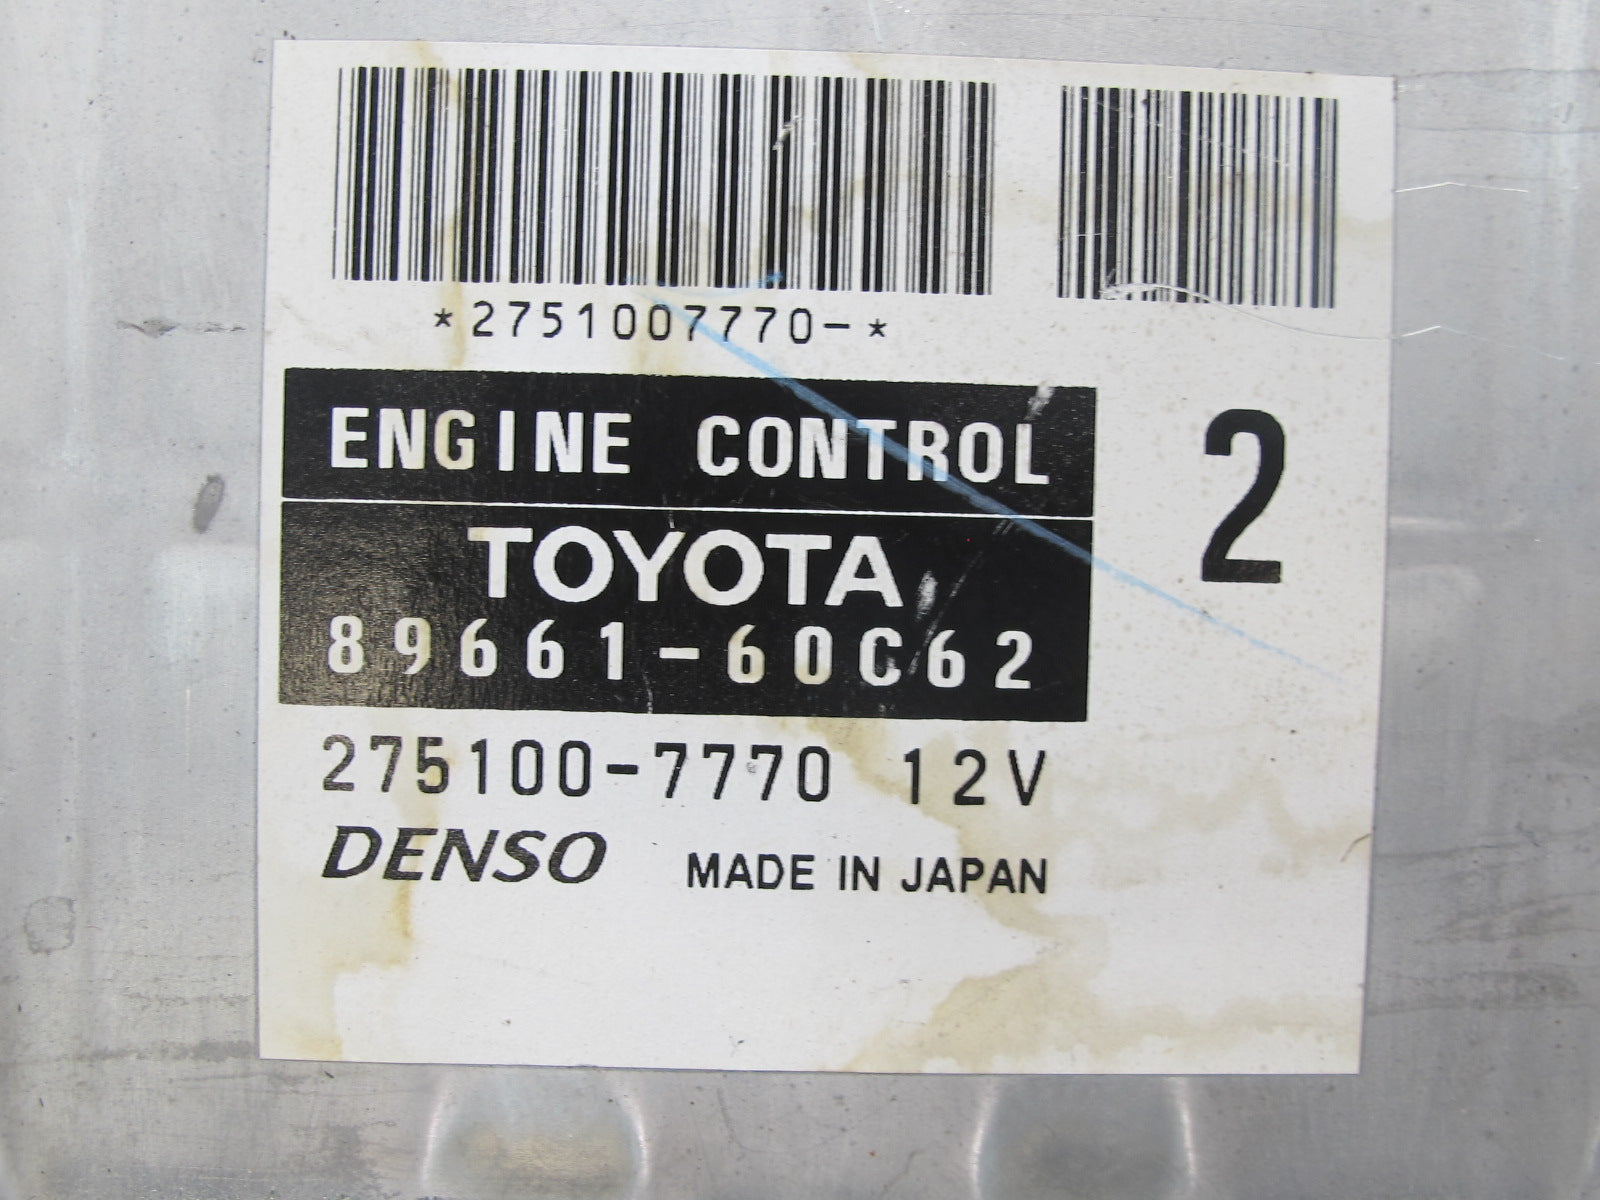 *2751007770-*
ENGINE CONTROL
2
TOYOTA
89661-60C62
275100-7770 12V
DENSO MADE IN JAPAN